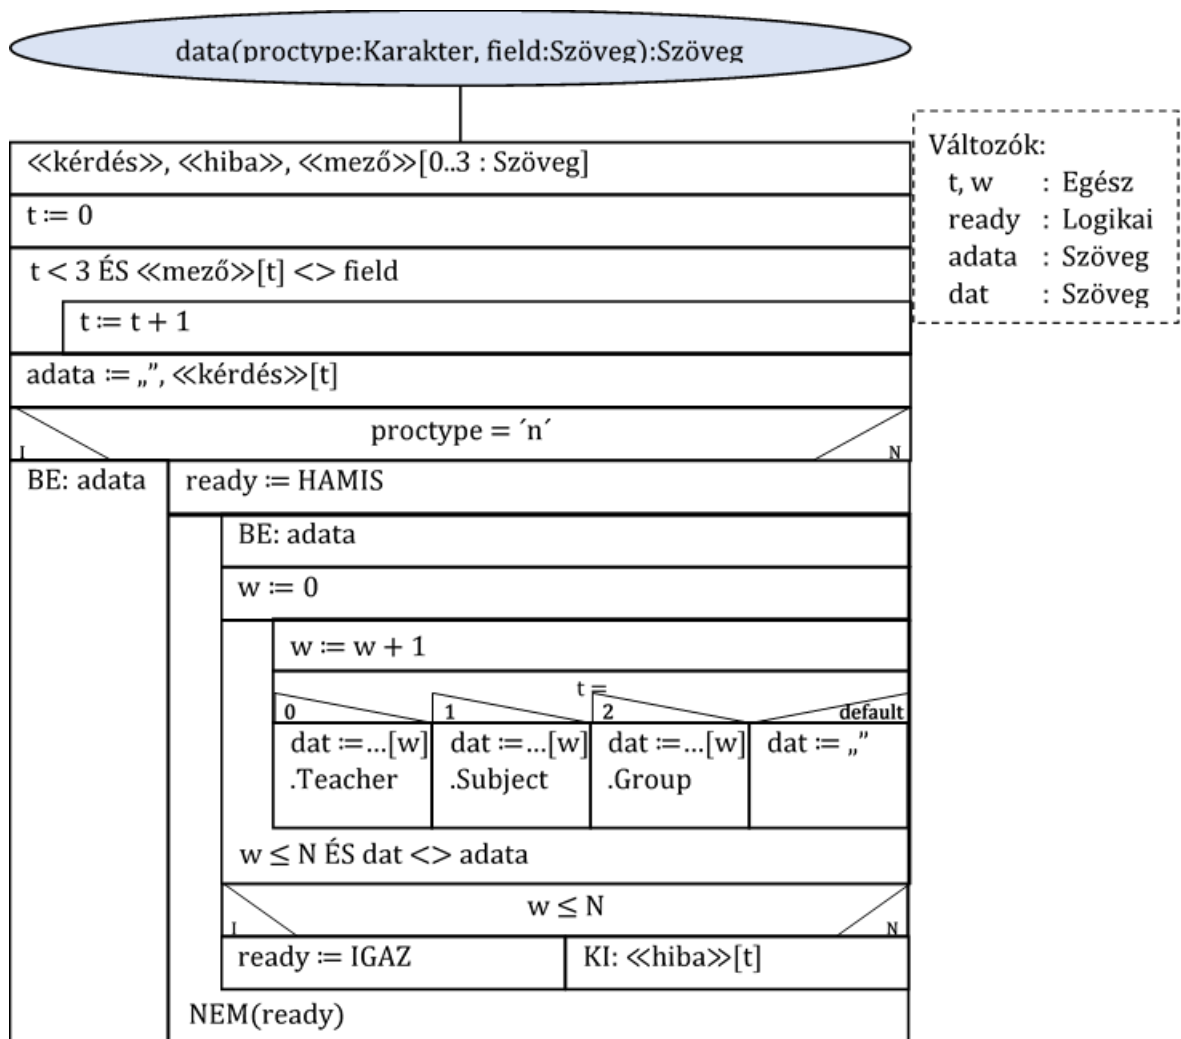 data(proctype:Karakter, field:Szöveg):Szöveg
≪kérdés≫, ≪hiba≫, ≪mező≫[0..3 : Szöveg]
t ≔ 0
t < 3 ÉS ≪mező≫[t] <> field
t ≔ t + 1
adata ≔ „”, ≪kérdés≫[t]
proctype = ´n´
I
N
BE: adata
ready ≔ HAMIS
BE: adata
w ≔ 0
w ≔ w + 1
t =
0
1
2
default
dat ≔...[w]
.Teacher
dat ≔...[w]
.Subject
dat ≔...[w]
.Group
dat ≔ „”
w ≤ N ÉS dat <> adata
w ≤ N
I
N
ready ≔ IGAZ
KI: ≪hiba≫[t]
NEM(ready)
Változók:
t, w : Egész
ready : Logikai
adata : Szöveg
dat : Szöveg